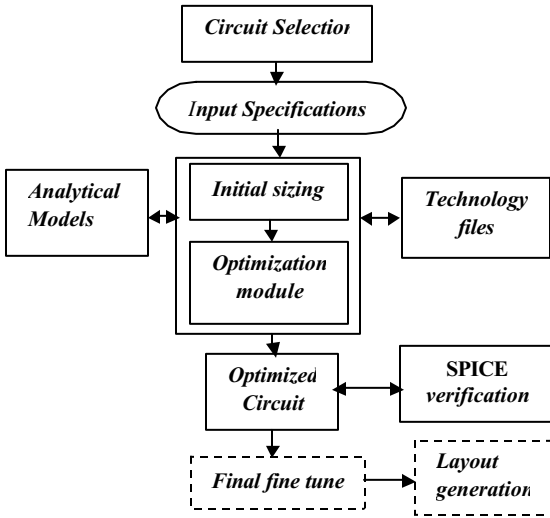 Circuit Selection
Input Specifications
Analytical
Models
Initial sizing
Optimization
module
Technology
files
Optimized
Circuit
SPICE
verification
Final fine tune
Layout
generation